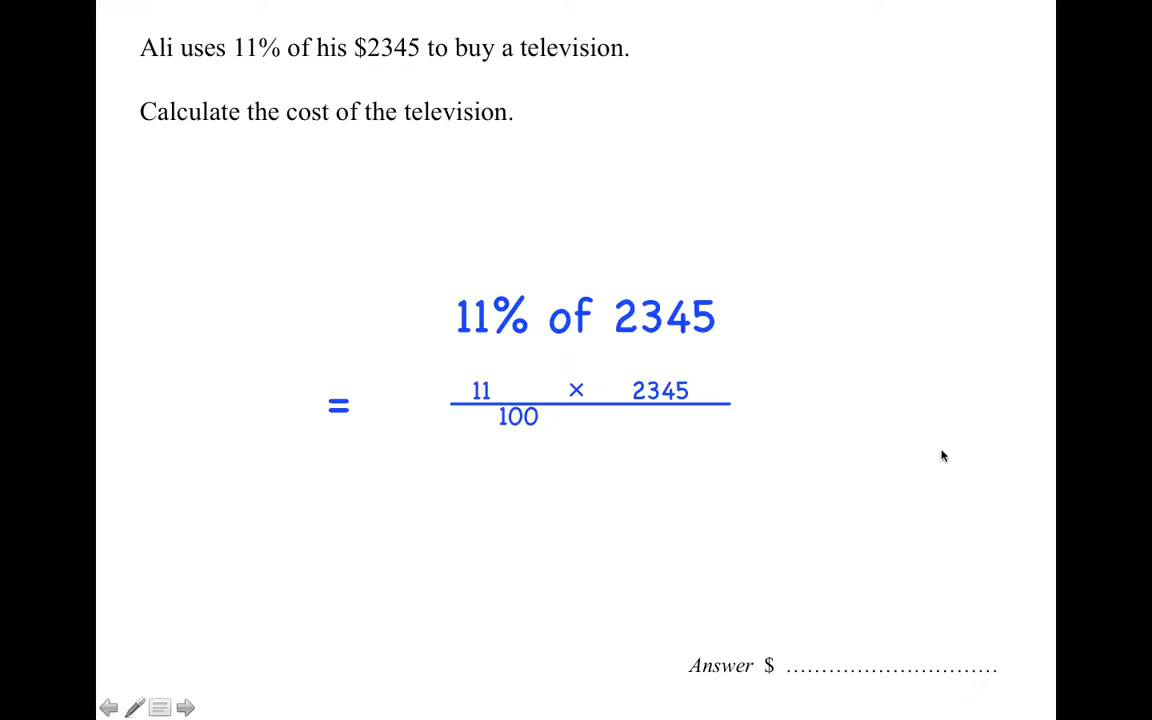 Ali uses 11% of his $2345 to buy a television.
Calculate the cost of the television.
11% of 2345
= 11 × 2345
100
Answer $ ..............................